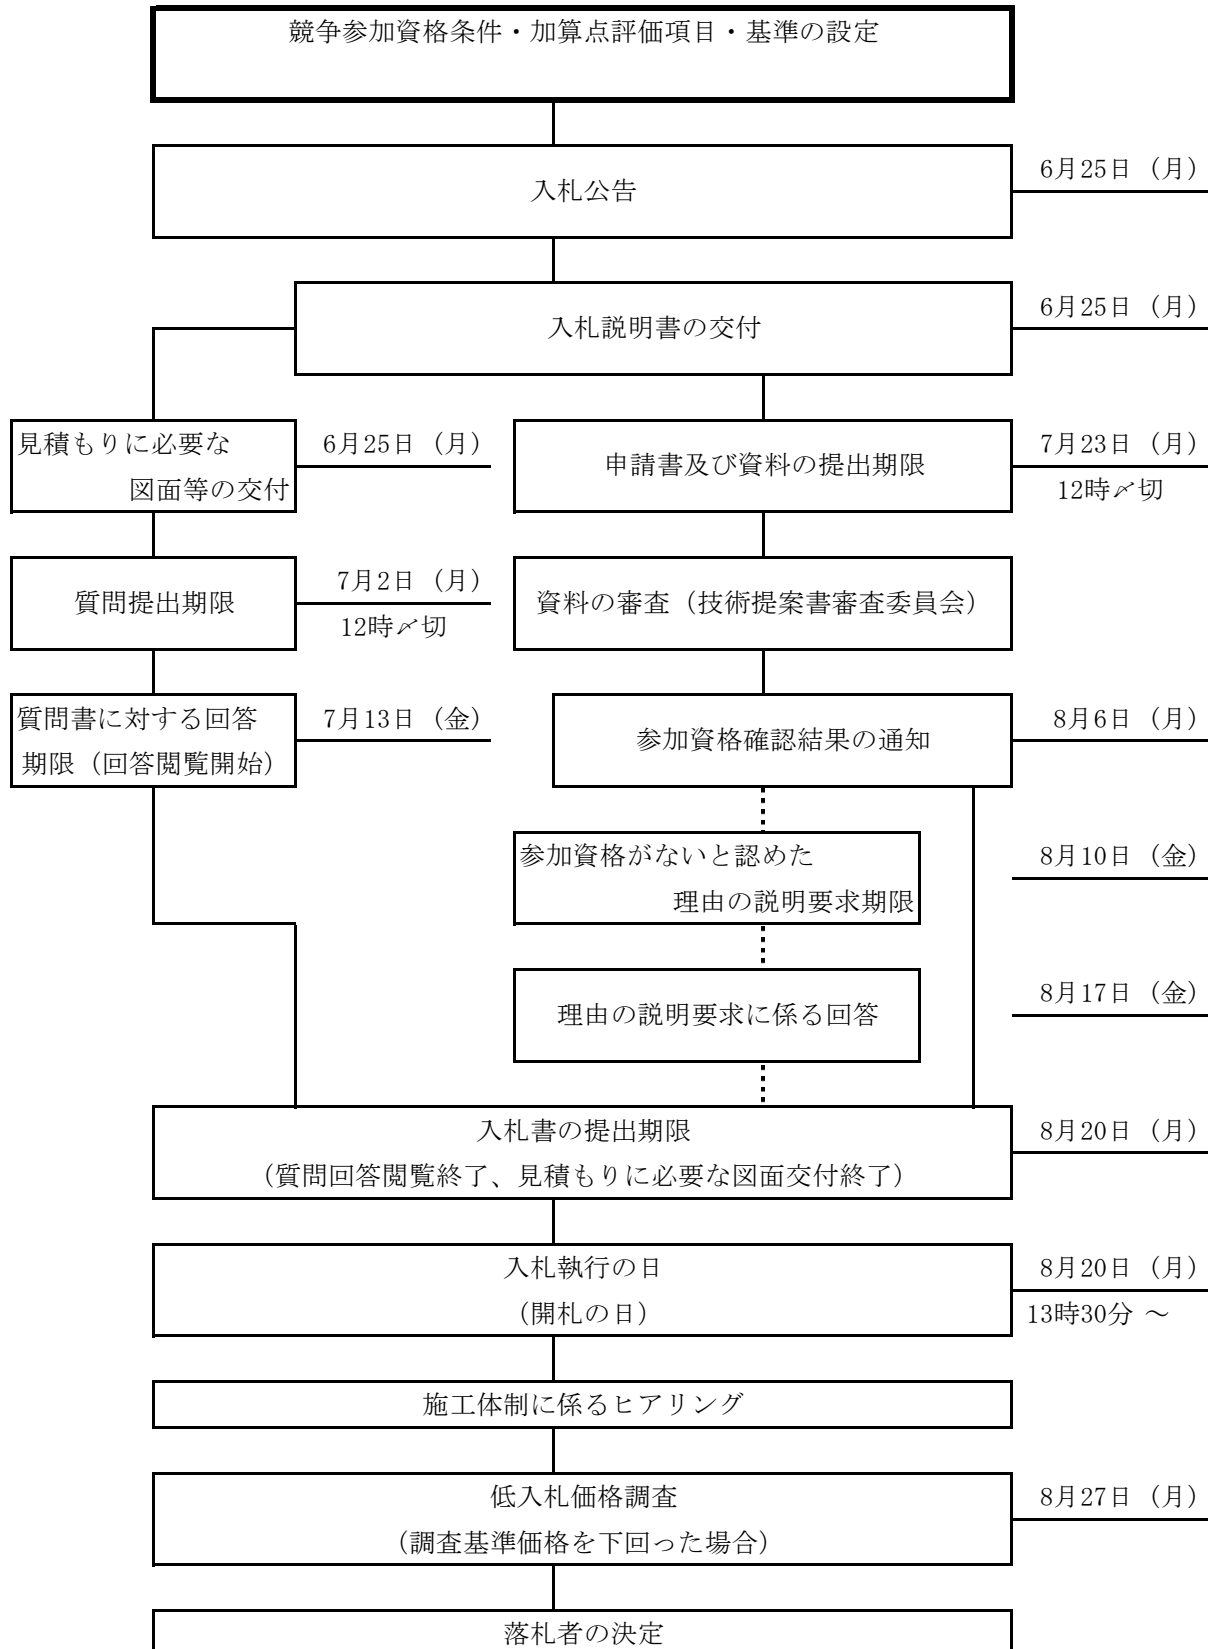 競争参加資格条件・加算点評価項目・基準の設定
入札公告
6月25日（月）
入札説明書の交付
6月25日（月）
見積もりに必要な
図面等の交付
6月25日（月）
申請書及び資料の提出期限
7月23日（月）
12時〆切
質問提出期限
7月2日（月）
12時〆切
資料の審査（技術提案書審査委員会）
質問書に対する回答
期限（回答閲覧開始）
7月13日（金）
参加資格確認結果の通知
8月6日（月）
参加資格がないと認めた
理由の説明要求期限
8月10日（金）
理由の説明要求に係る回答
8月17日（金）
入札書の提出期限
（質問回答閲覧終了、見積もりに必要な図面交付終了）
8月20日（月）
入札執行の日
（開札の日）
8月20日（月）
13時30分 ～
施工体制に係るヒアリング
低入札価格調査
（調査基準価格を下回った場合）
8月27日（月）
落札者の決定